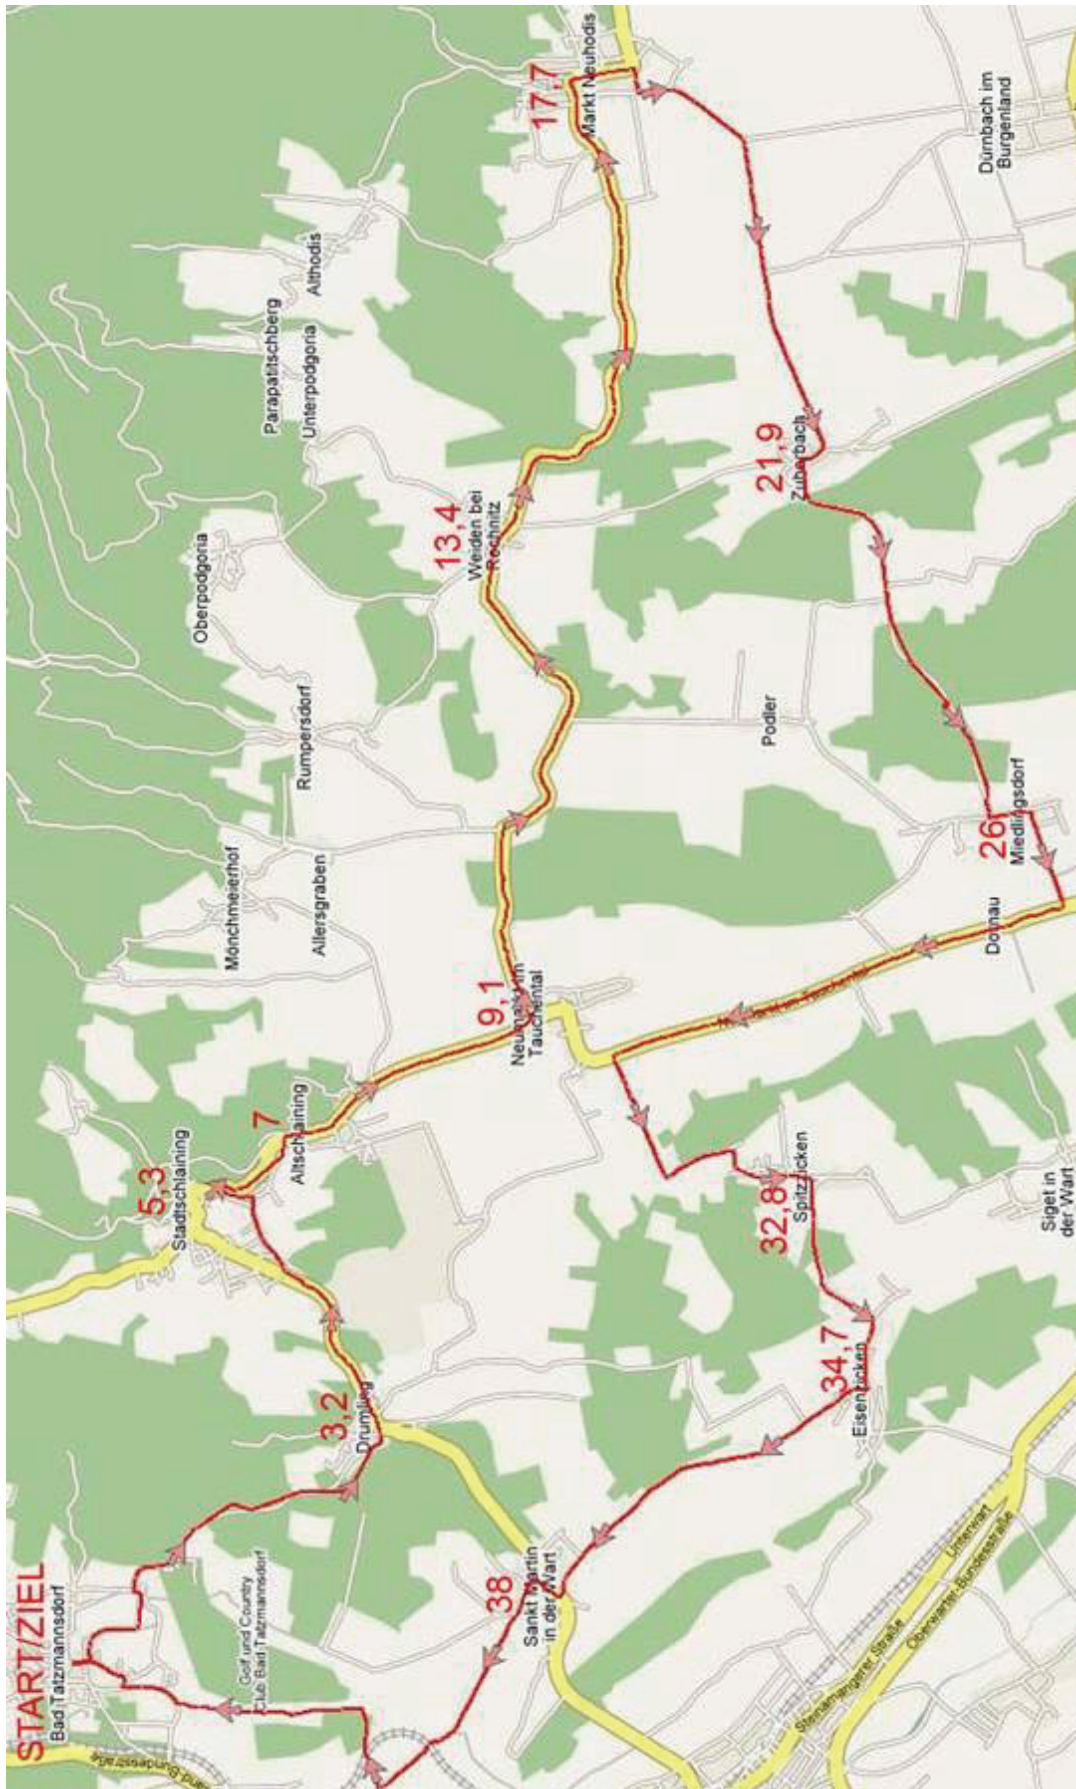 START/ZIEL
Bad Tatzmannsdorf
Golf und Country
Club Bad Tatzmannsdorf
3,2
Drumling
5,3
Stadtschlaining
7
Altschlaining
Mönchmeierhof
Allersgraben
9,1
Neumarkt im
Tauchental
Rumpersdorf
Oberpodgoria
13,4
Weiden bei
Rechnitz
Parapatitschberg
Unterpodgoria
Althodis
17,7
Markt Neuhodis
Dürnbach im
Burgenland
21,9
Zuberbach
Podler
26
Miedlingsdorf
Dornau
32,8
Spitzzicken
Siget in
der Wart
34,7
Eisenzicken
38
Sankt Martin
in der Wart
Steinamangerer Straße
Unterwart
Oberwarter-Bundesstraße